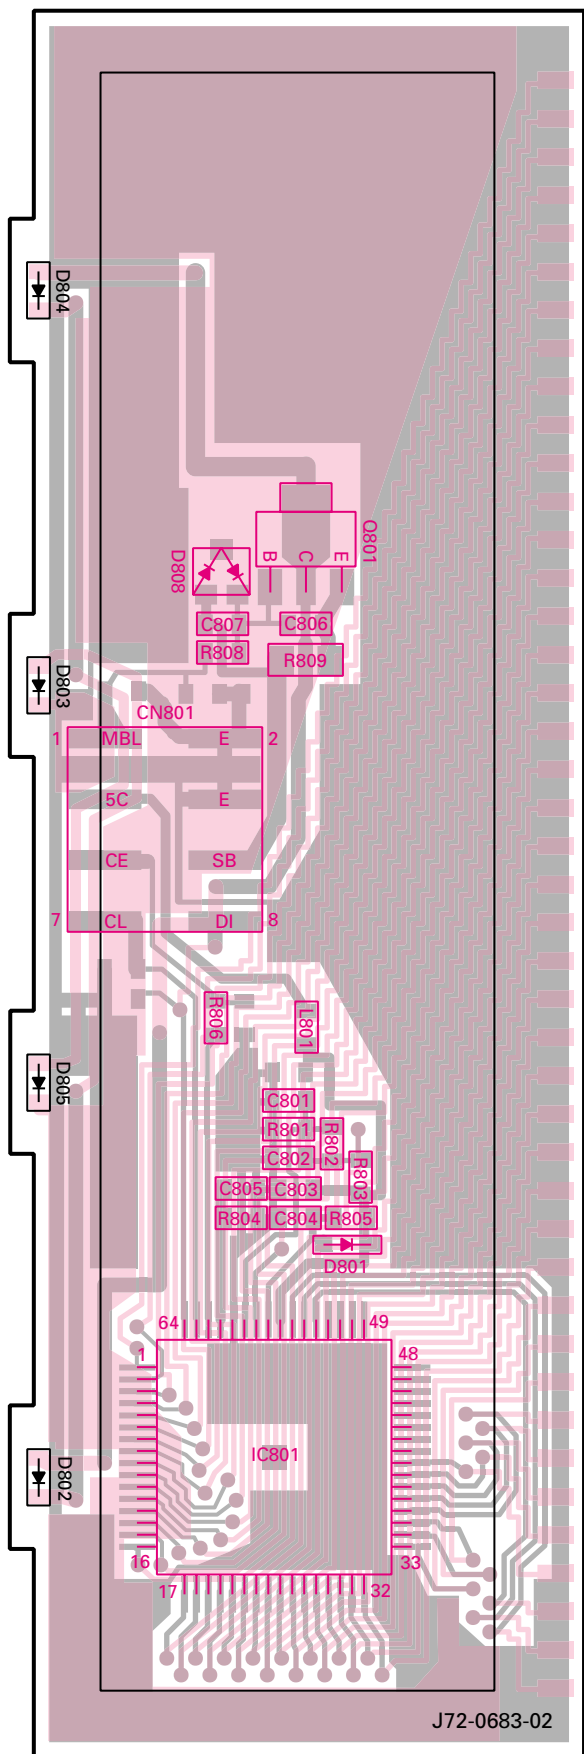 D804
Q801
B C E
D808
C807 C806
R808 R809
D803
CN801
1 MBL E 2
5C E
CE SB
7 CL DI 8
R806
L801
D805
C801
R801
R802
C802
R803
C805 C803
R804 C804 R805
D801
64 49
1 48
IC801
D802
16 33
17 32
J72-0683-02